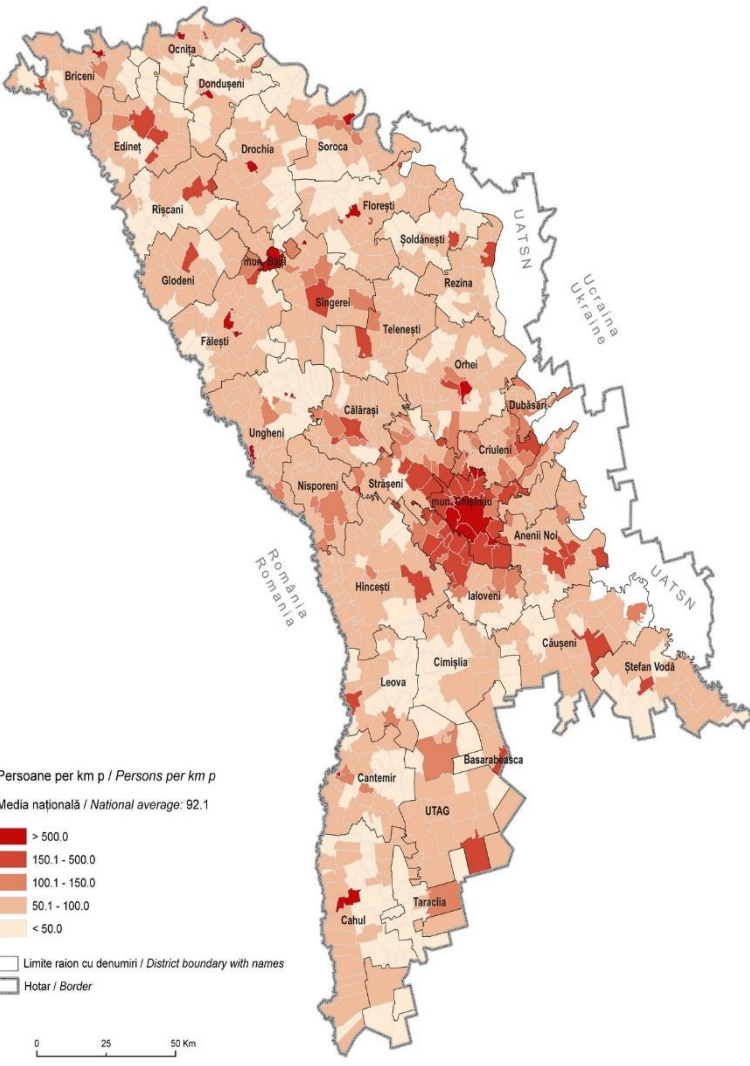 Ocnița
Briceni
Dondușeni
Edineț
Drochia
Soroca
Rîșcani
Florești
Șoldănești
UATSN
Ucraina
Ukraine
mun. Bălți
Glodeni
Rezina
Sîngerei
Telenești
Fălești
Orhei
Dubăsari
Călărași
Ungheni
Criuleni
Nisporeni
Strășeni
mun. Chișinău
Anenii Noi
România
Romania
UATSN
Hîncești
Ialoveni
Căușeni
Cimișlia
Ștefan Vodă
Leova
Basarabeasca
Cantemir
UTAG
Taraclia
Cahul
Persoane per km p / Persons per km p
Media națională / National average: 92.1
> 500.0
150.1 - 500.0
100.1 - 150.0
50.1 - 100.0
< 50.0
Limite raion cu denumiri / District boundary with names
Hotar / Border
0 25 50 Km